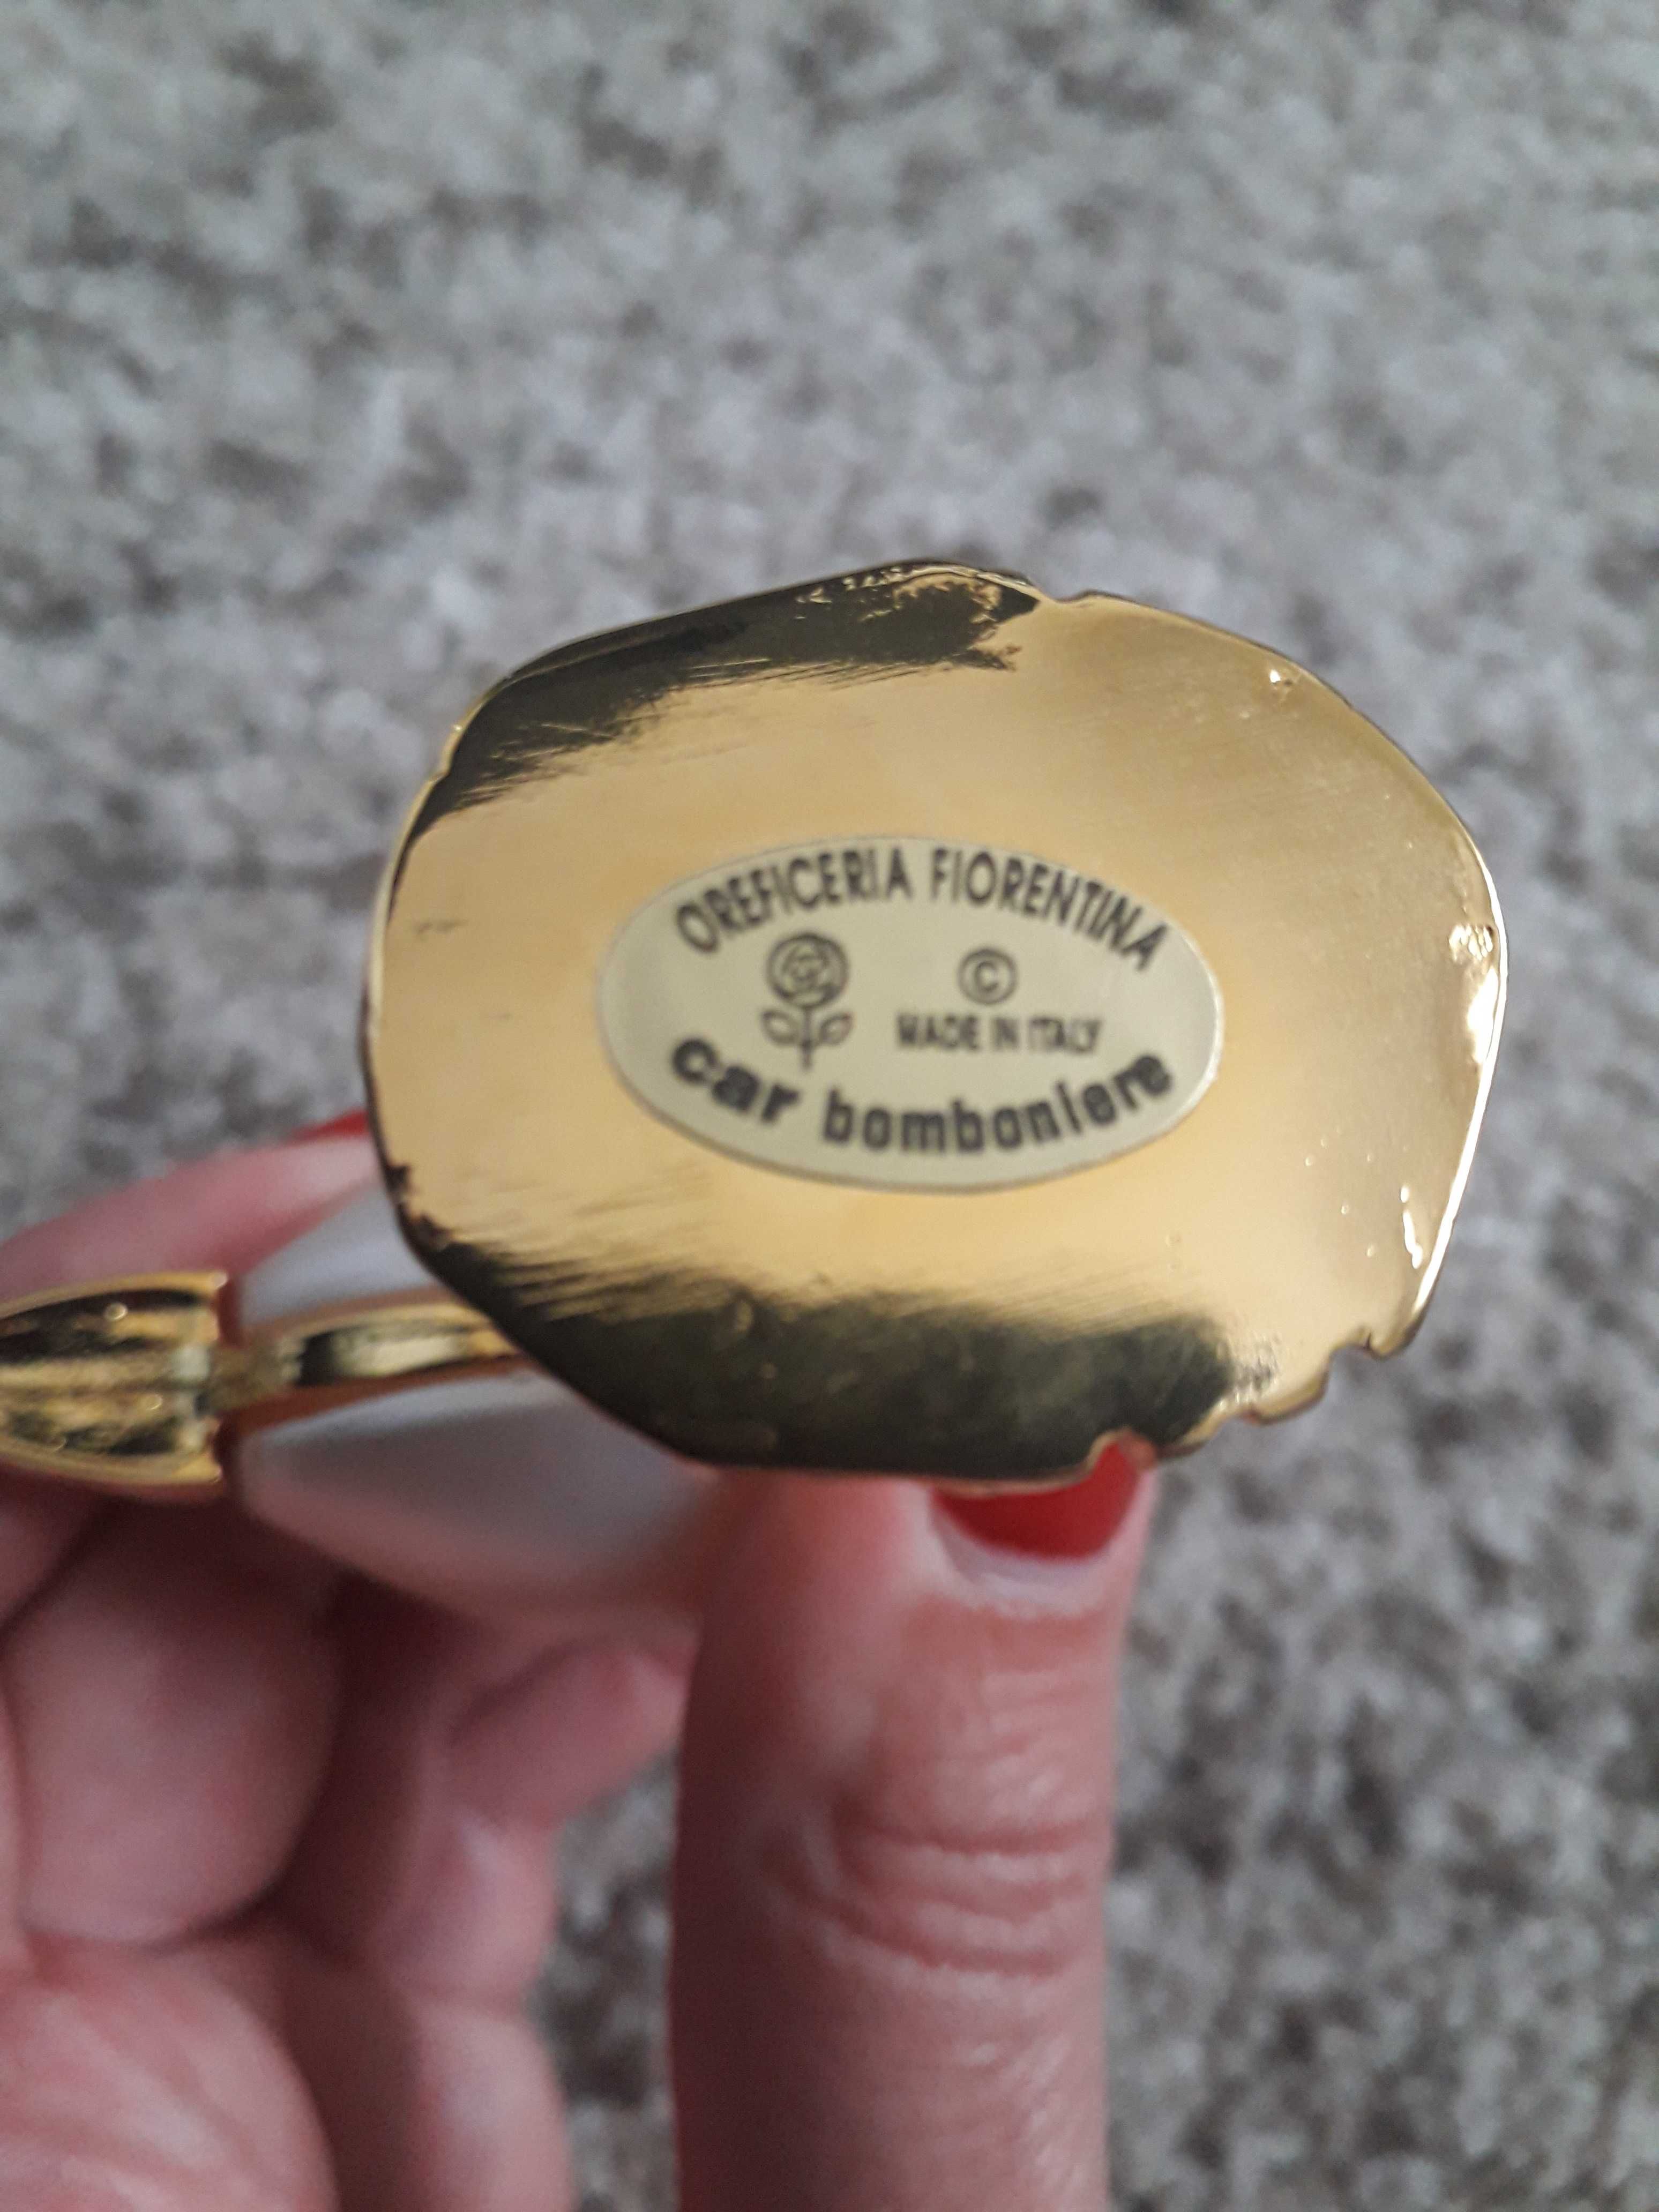 OREFICERIA FIORENTINA
©
MADE IN ITALY
car bomboniere